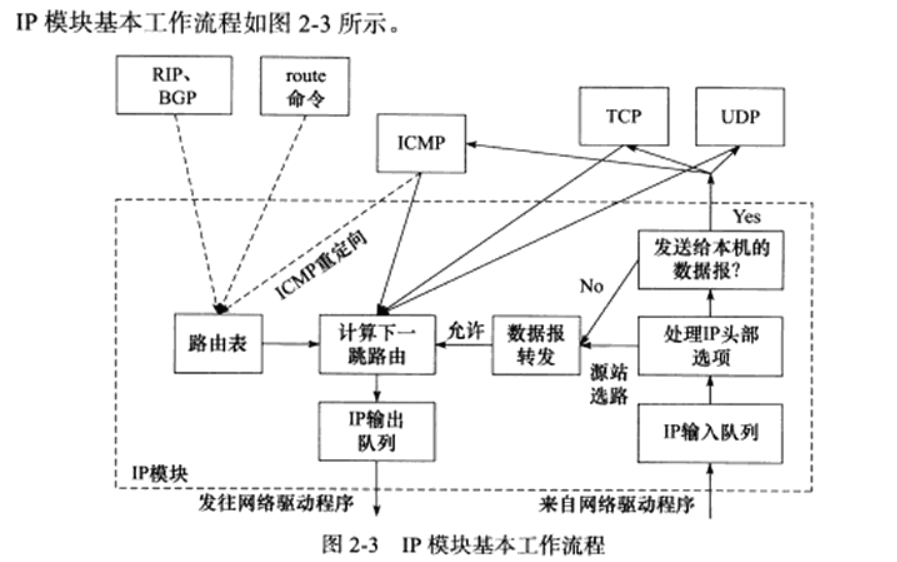 IP 模块基本工作流程如图 2-3 所示。
RIP、
BGP
route
命令
ICMP
TCP
UDP
Yes
ICMP重定向
发送给本机的
数据报?
No
路由表
计算下一
跳路由
允许
数据报
转发
源站
选路
处理IP头部
选项
IP输出
队列
IP输入队列
IP模块
发往网络驱动程序
来自网络驱动程序
图 2-3 IP 模块基本工作流程